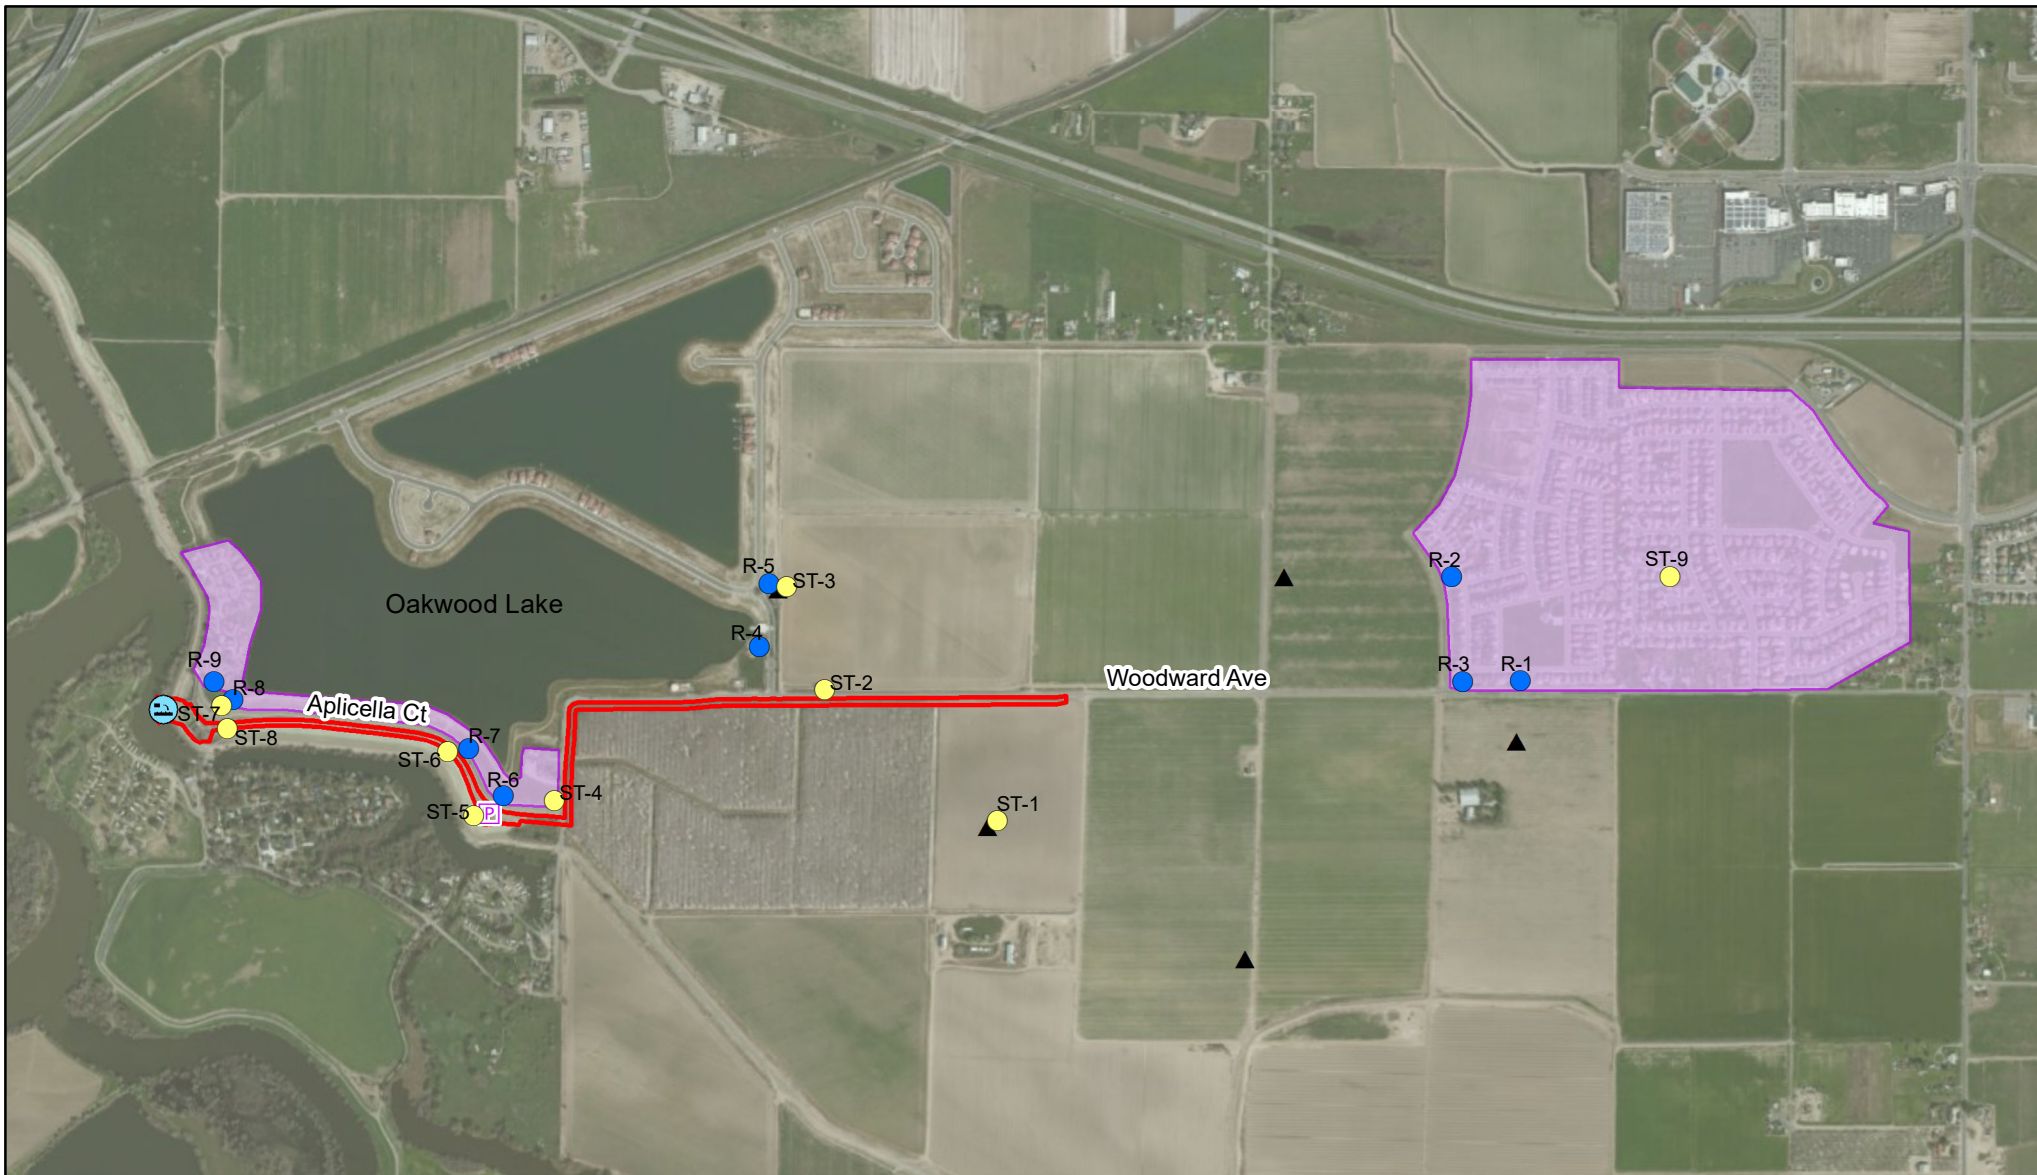 R-5
ST-3
R-2
ST-9
Oakwood Lake
R-4
R-9
R-3
R-1
Woodward Ave
ST-2
R-8
ST-7
Aplicella Ct
ST-8
R-7
ST-6
R-6
ST-4
ST-5
P
ST-1